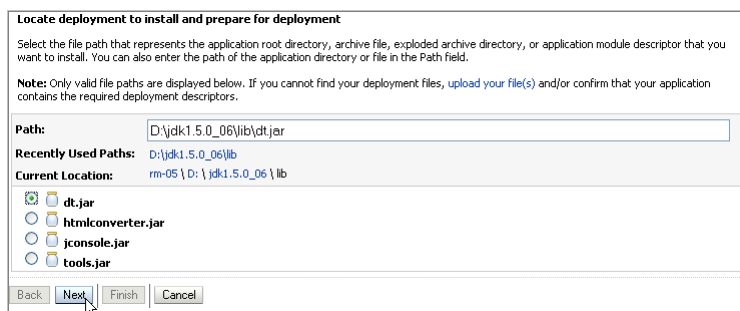 Locate deployment to install and prepare for deployment
Select the file path that represents the application root directory, archive file, exploded archive directory, or application module descriptor that you
want to install. You can also enter the path of the application directory or file in the Path field.
Note: Only valid file paths are displayed below. If you cannot find your deployment files, upload your file(s) and/or confirm that your application
contains the required deployment descriptors.
Path: D:\jdk1.5.0_06\lib\dt.jar
Recently Used Paths: D:\jdk1.5.0_06\lib
Current Location: rm-05 \ D: \ jdk1.5.0_06 \ lib
dt.jar
htmlconverter.jar
jconsole.jar
tools.jar
Back Next Finish Cancel